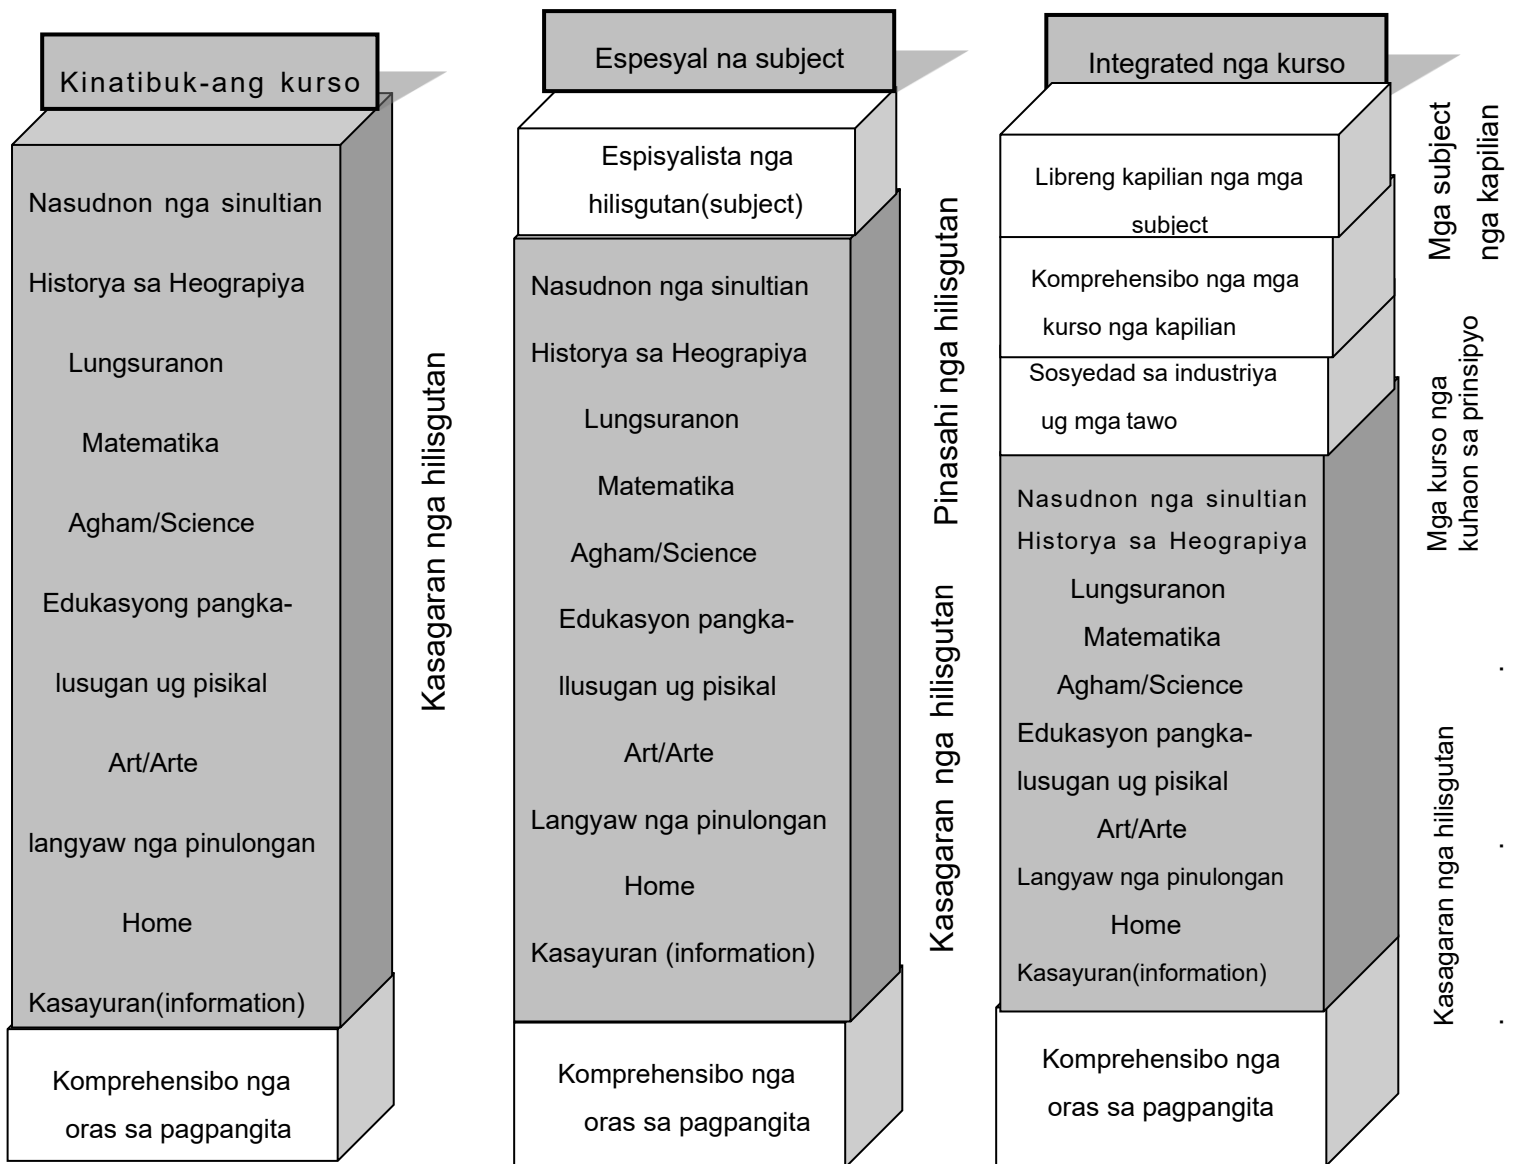 Kinatibuk-ang kurso
Nasudnon nga sinultian
Historya sa Heograpiya
Lungsuranon
Matematika
Agham/Science
Edukasyong pangka-
lusugan ug pisikal
Art/Arte
langyaw nga pinulongan
Home
Kasayuran(information)
Komprehensibo nga
oras sa pagpangita
Kasagaran nga hilisgutan
Espesyal na subject
Espisyalista nga
hilisgutan(subject)
Nasudnon nga sinultian
Historya sa Heograpiya
Lungsuranon
Matematika
Agham/Science
Edukasyon pangka-
llusugan ug pisikal
Art/Arte
Langyaw nga pinulongan
Home
Kasayuran (information)
Komprehensibo nga
oras sa pagpangita
Pinasahi nga hilisgutan
Kasagaran nga hilisgutan
Integrated nga kurso
Libreng kapilian nga mga
subject
Komprehensibo nga mga
kurso nga kapilian
Sosyedad sa industriya
ug mga tawo
Nasudnon nga sinultian
Historya sa Heograpiya
Lungsuranon
Matematika
Agham/Science
Edukasyon pangka-
lusugan ug pisikal
Art/Arte
Langyaw nga pinulongan
Home
Kasayuran(information)
Komprehensibo nga
oras sa pagpangita
Mga subject
nga kapilian
Mga kurso nga
kuhaon sa prinsipyo
Kasagaran nga hilisgutan